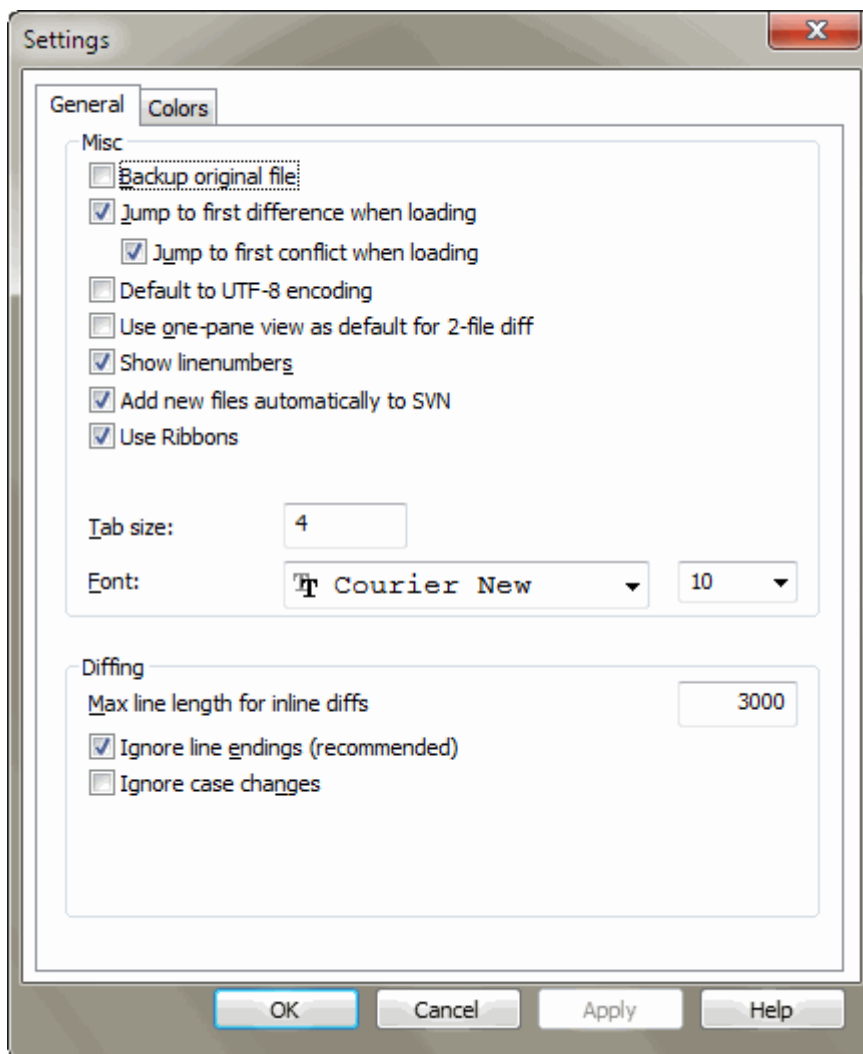 Settings
General Colors
Misc
Backup original file
Jump to first difference when loading
Jump to first conflict when loading
Default to UTF-8 encoding
Use one-pane view as default for 2-file diff
Show linenumbers
Add new files automatically to SVN
Use Ribbons
Tab size: 4
Font: Courier New 10
Diffing
Max line length for inline diffs 3000
Ignore line endings (recommended)
Ignore case changes
OK Cancel Apply Help